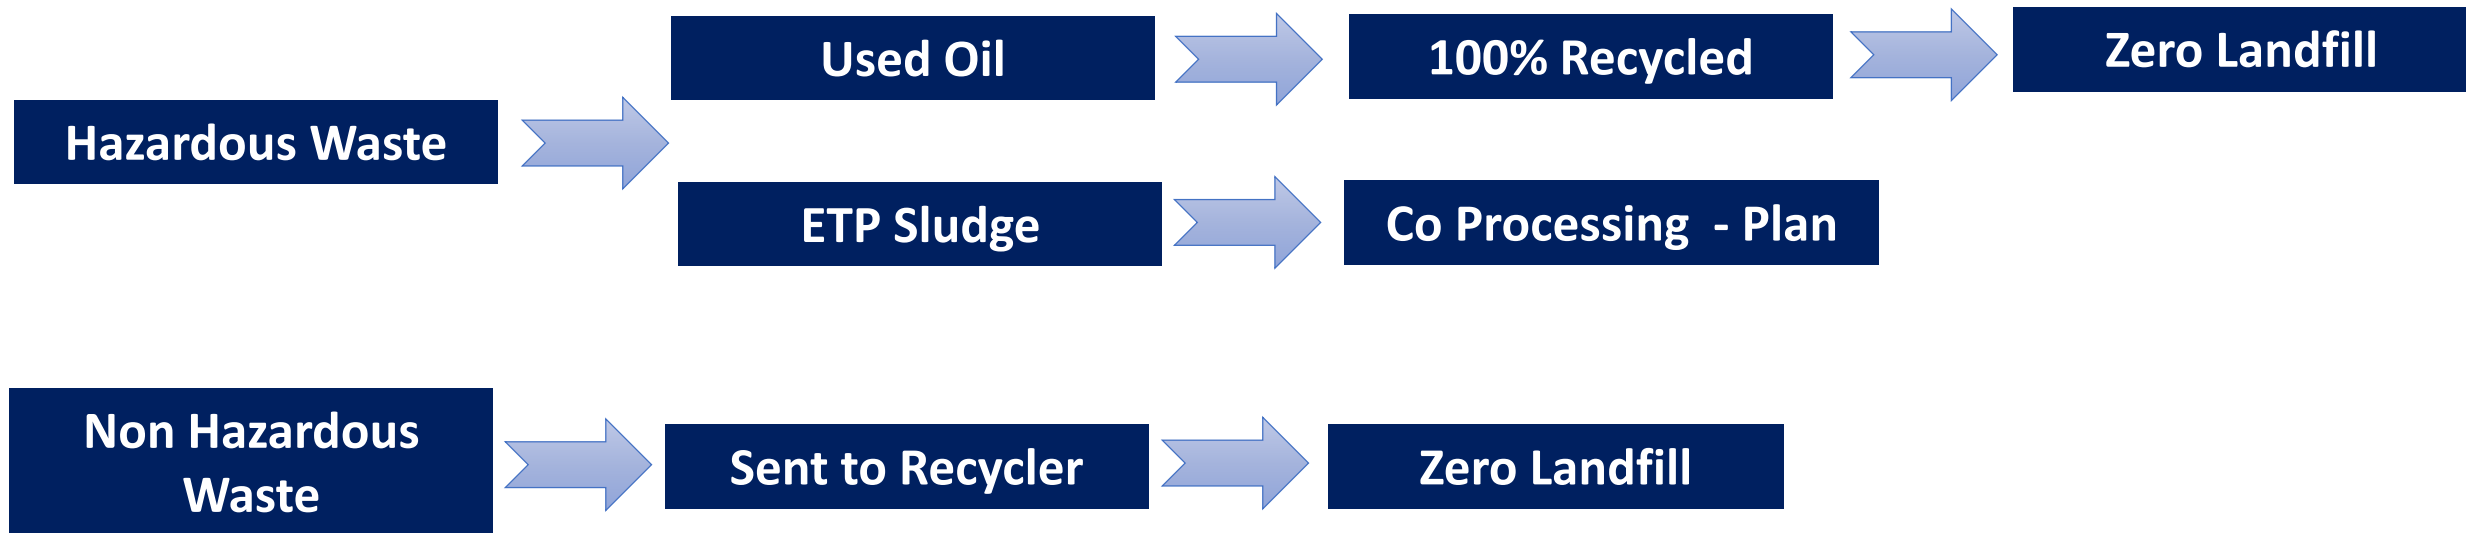 Used Oil
100% Recycled
Zero Landfill
Hazardous Waste
ETP Sludge
Co Processing  - Plan
Non Hazardous
Waste
Sent to Recycler
Zero Landfill